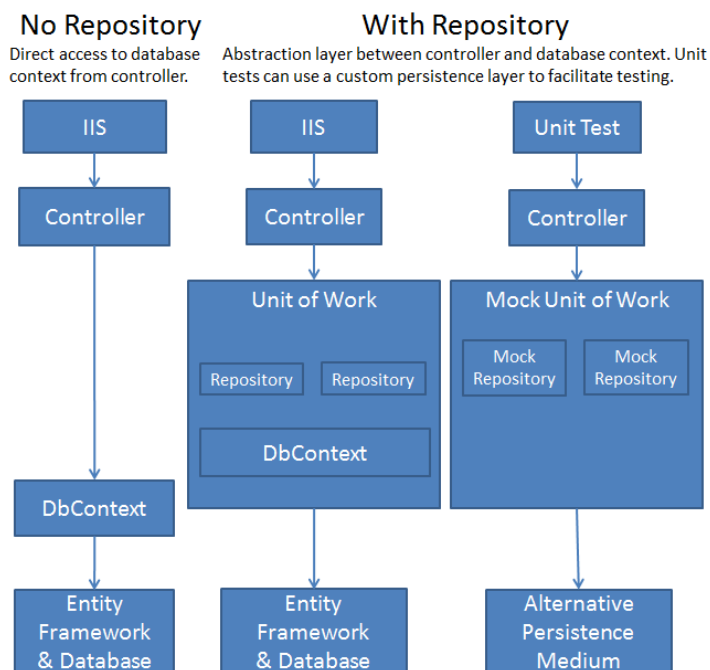 No Repository
Direct access to database
context from controller.
IIS
Controller
DbContext
Entity
Framework
& Database
With Repository
Abstraction layer between controller and database context. Unit
tests can use a custom persistence layer to facilitate testing.
IIS
Controller
Unit of Work
Repository
Repository
DbContext
Entity
Framework
& Database
Unit Test
Controller
Mock Unit of Work
Mock
Repository
Mock
Repository
Alternative
Persistence
Medium